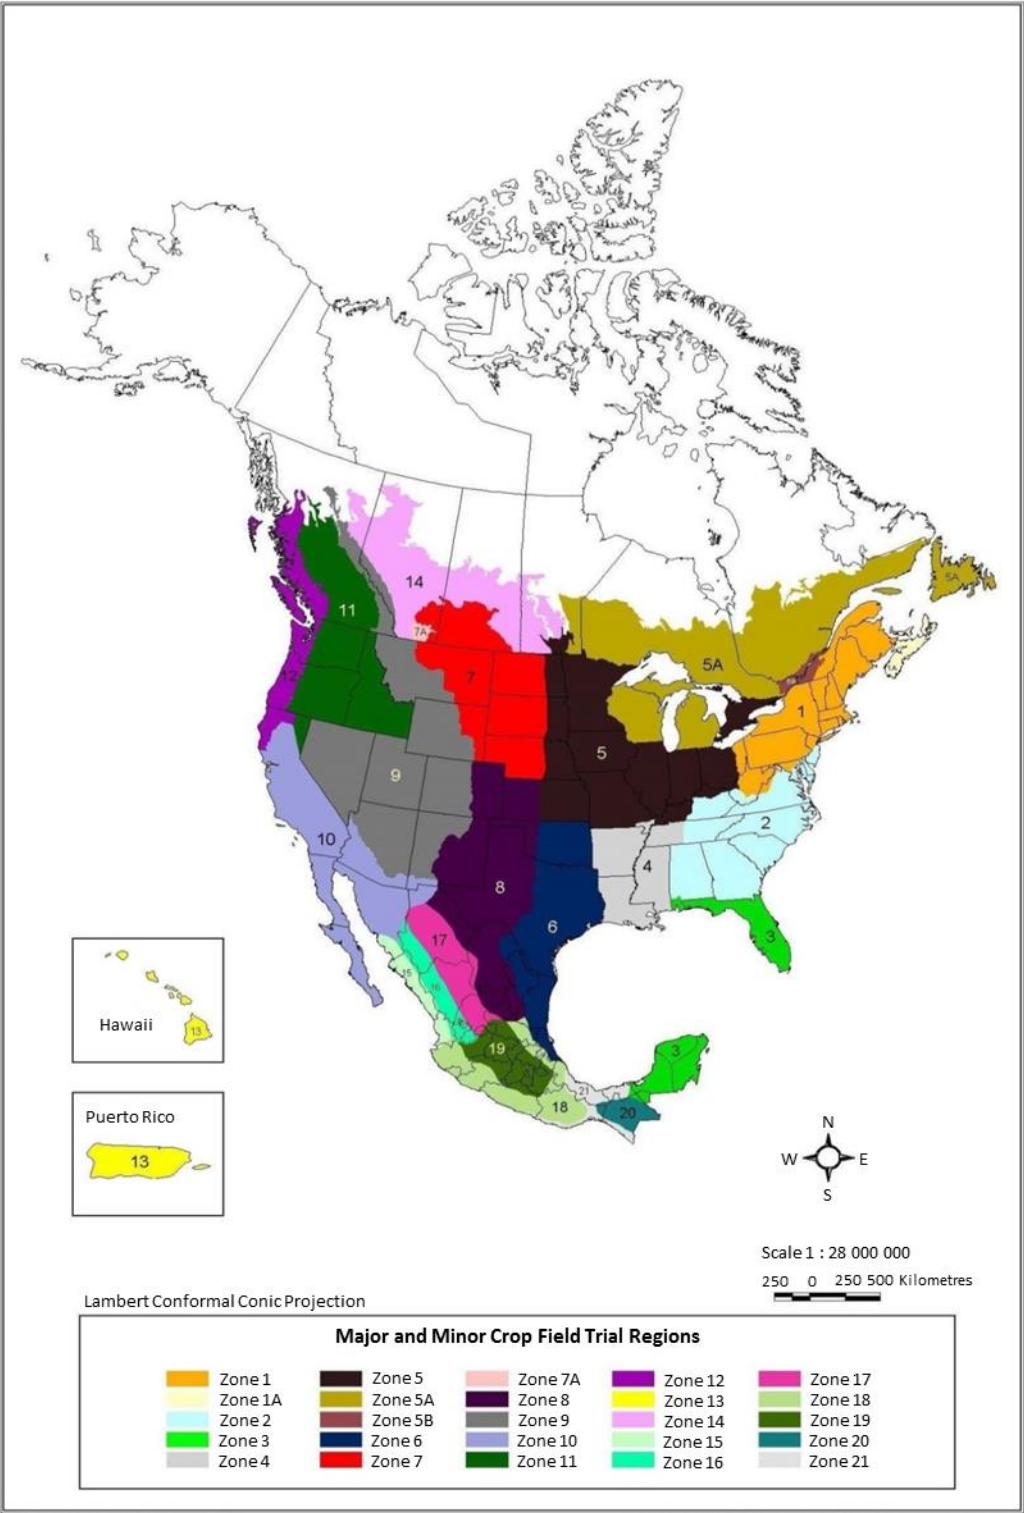 14
11
7A
7
5A
5A
1A
12
1
5
9
2
10
4
8
6
17
3
15
16
Hawaii
13
19
3
21
18
20
Puerto Rico
13
N
W E
S
Scale 1 : 28 000 000
250 0 250 500 Kilometres
Lambert Conformal Conic Projection
Major and Minor Crop Field Trial Regions
Zone 1 Zone 5 Zone 7A Zone 12 Zone 17
Zone 1A Zone 5A Zone 8 Zone 13 Zone 18
Zone 2 Zone 5B Zone 9 Zone 14 Zone 19
Zone 3 Zone 6 Zone 10 Zone 15 Zone 20
Zone 4 Zone 7 Zone 11 Zone 16 Zone 21